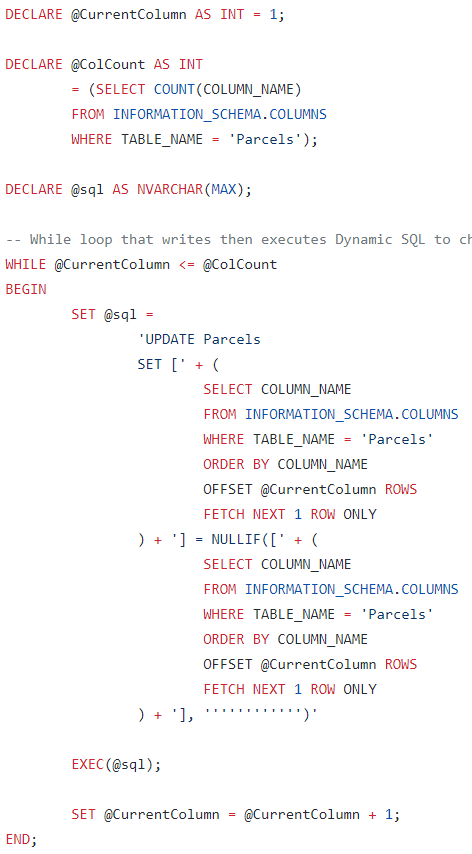 DECLARE @CurrentColumn AS INT = 1;
DECLARE @ColCount AS INT
= (SELECT COUNT(COLUMN_NAME)
FROM INFORMATION_SCHEMA.COLUMNS
WHERE TABLE_NAME = 'Parcels');
DECLARE @sql AS NVARCHAR(MAX);
-- While loop that writes then executes Dynamic SQL to ch
WHILE @CurrentColumn <= @ColCount
BEGIN
SET @sql =
'UPDATE Parcels
SET [' + (
SELECT COLUMN_NAME
FROM INFORMATION_SCHEMA.COLUMNS
WHERE TABLE_NAME = 'Parcels'
ORDER BY COLUMN_NAME
OFFSET @CurrentColumn ROWS
FETCH NEXT 1 ROW ONLY
) + '] = NULLIF([' + (
SELECT COLUMN_NAME
FROM INFORMATION_SCHEMA.COLUMNS
WHERE TABLE_NAME = 'Parcels'
ORDER BY COLUMN_NAME
OFFSET @CurrentColumn ROWS
FETCH NEXT 1 ROW ONLY
) + '], '''''''''''')'
EXEC(@sql);
SET @CurrentColumn = @CurrentColumn + 1;
END;